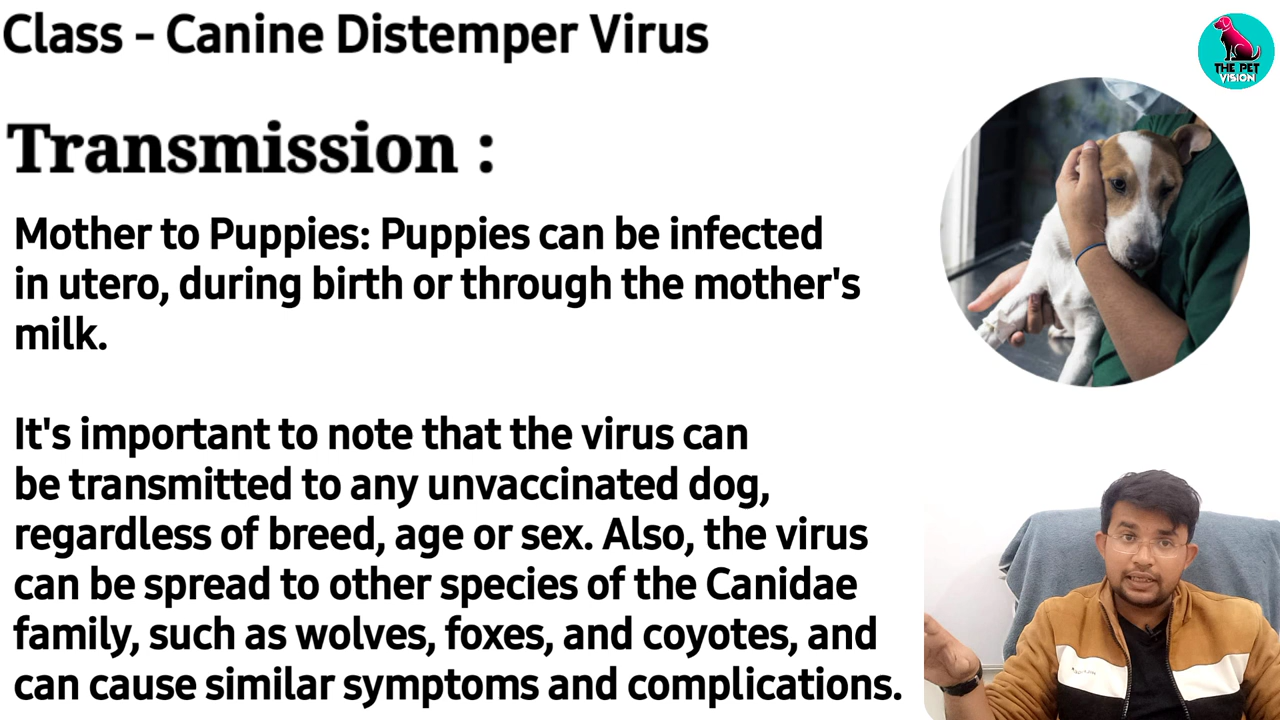 Class - Canine Distemper Virus
THE PET
VISION
Transmission :
Mother to Puppies: Puppies can be infected
in utero, during birth or through the mother's
milk.
It's important to note that the virus can
be transmitted to any unvaccinated dog,
regardless of breed, age or sex. Also, the virus
can be spread to other species of the Canidae
family, such as wolves, foxes, and coyotes, and
can cause similar symptoms and complications.